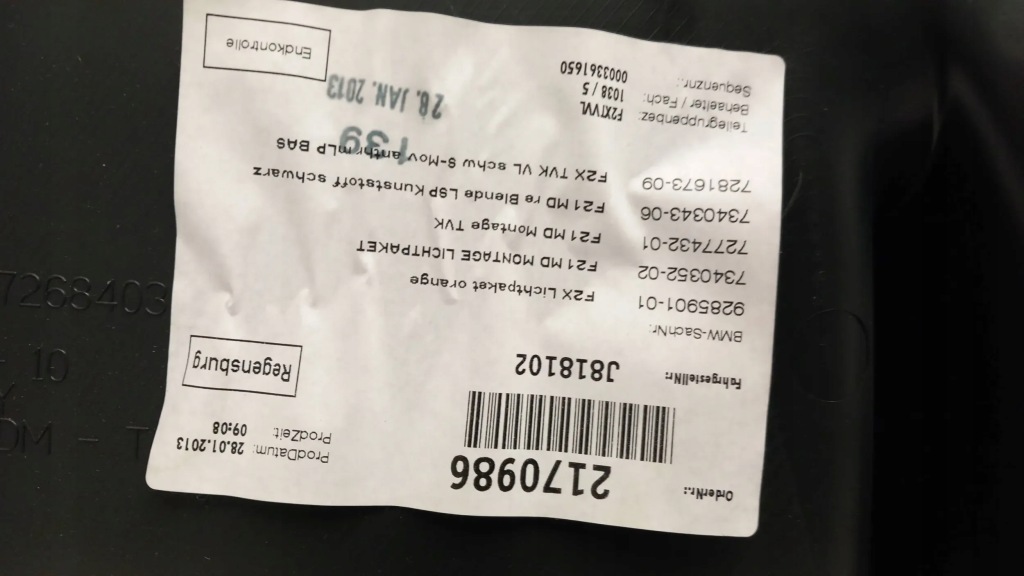 OrderNr.: 2170986
ProdDatum: 28.01.2013
ProdZeit: 09:08
FahrgestellNr: J818102
Regensburg
BMW-SachNr:
9285901-01 F2X Lichtpaket orange
7340352-02 F21 MD MONTAGE LICHTPAKET
7277432-01 F21 MD Montage TVK
7340343-06 F21 MD re Blende LSP Kunststoff schwarz
7281673-09 F2X TVK VL schw S-Mov anthr mLP BAS
139
Teilegruppenbez: F2XTVVL
Behaelter / Fach: 1038 / 5
Sequenznr.: 0003361650
28. JAN. 2013
Endkontrolle
7268403
- 10
Y
DM - T